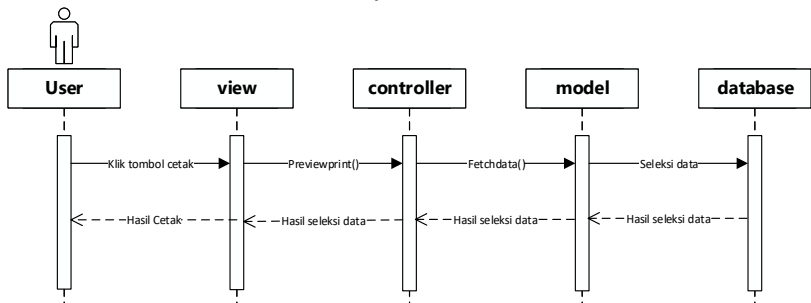 User
view
controller
model
database
Klik tombol cetak
Previewprint()
Fetchdata()
Seleksi data
Hasil Cetak
Hasil seleksi data
Hasil seleksi data
Hasil seleksi data